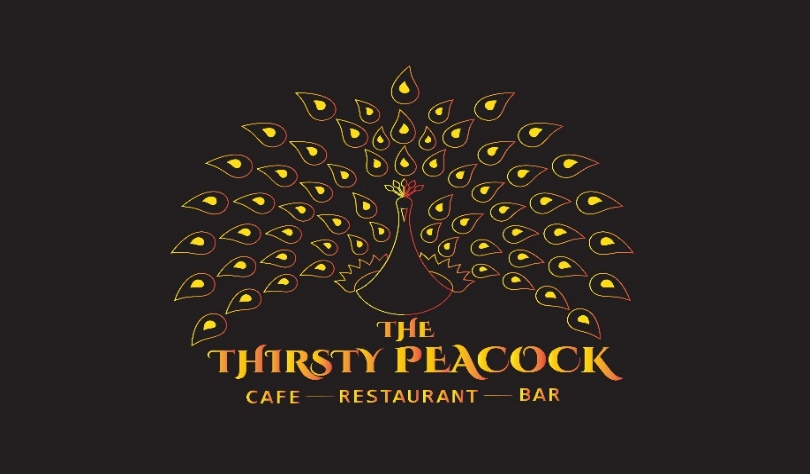 THE
THIRSTY PEACOCK
CAFE — RESTAURANT — BAR